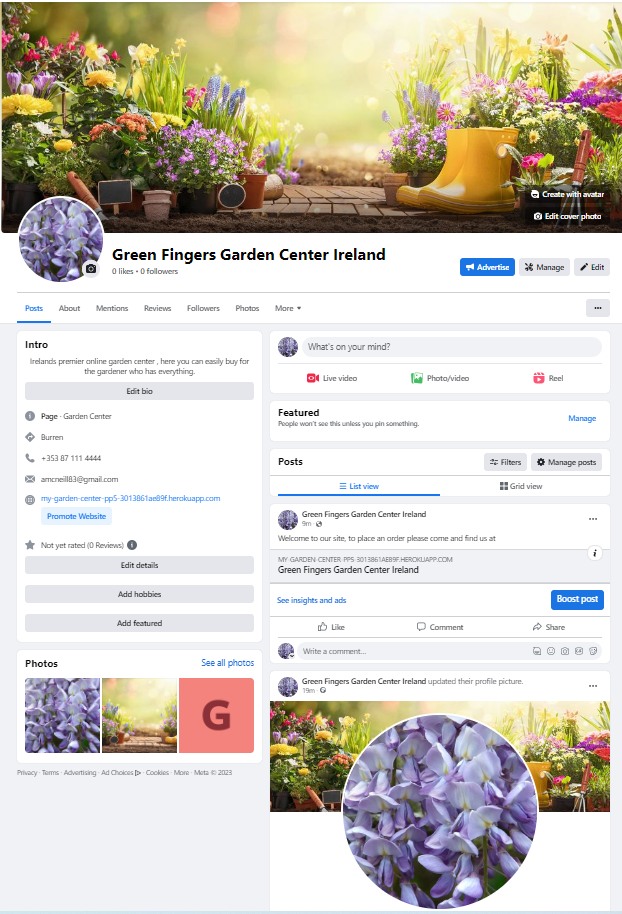 Create with avatar
Edit cover photo
Green Fingers Garden Center Ireland
0 likes • 0 followers
Advertise
Manage
Edit
Posts
About
Mentions
Reviews
Followers
Photos
More
Intro
Irelands premier online garden center , here you can easily buy for
the gardener who has everything.
Edit bio
Page · Garden Center
Burren
+353 87 111 4444
amcneill83@gmail.com
my-garden-center-pp5-3013861ae89f.herokuapp.com
Promote Website
Not yet rated (0 Reviews)
Edit details
Add hobbies
Add featured
Photos
See all photos
G
Privacy · Terms · Advertising · Ad Choices · Cookies · More · Meta © 2023
What's on your mind?
Live video
Photo/video
Reel
Featured
People won't see this unless you pin something.
Manage
Posts
Filters
Manage posts
List view
Grid view
Green Fingers Garden Center Ireland
9m ·
Welcome to our site, to place an order please come and find us at
MY-GARDEN-CENTER-PP5-3013861AE89F.HEROKUAPP.COM
Green Fingers Garden Center Ireland
See insights and ads
Boost post
Like
Comment
Share
Write a comment...
Green Fingers Garden Center Ireland updated their profile picture.
19m ·